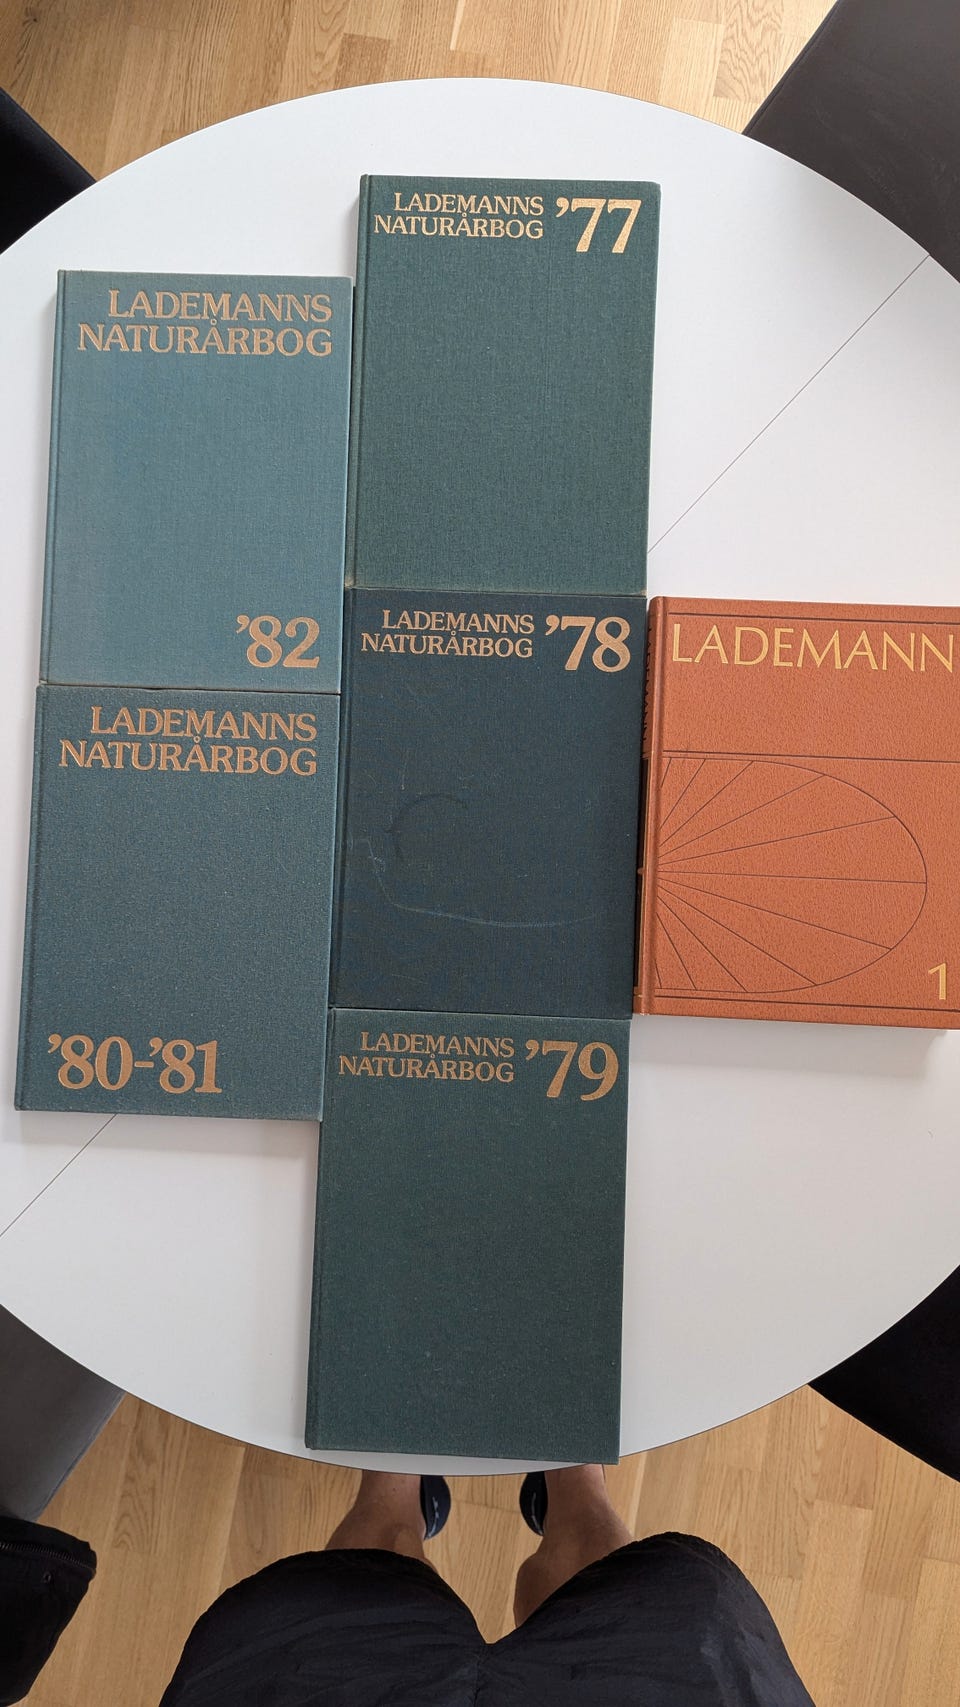 LADEMANNS
NATURÅRBOG
'82
LADEMANNS
NATURÅRBOG
'80-'81
LADEMANNS
NATURÅRBOG
'77
LADEMANNS
NATURÅRBOG
'78
LADEMANNS
NATURÅRBOG
'79
LADEMANN
1